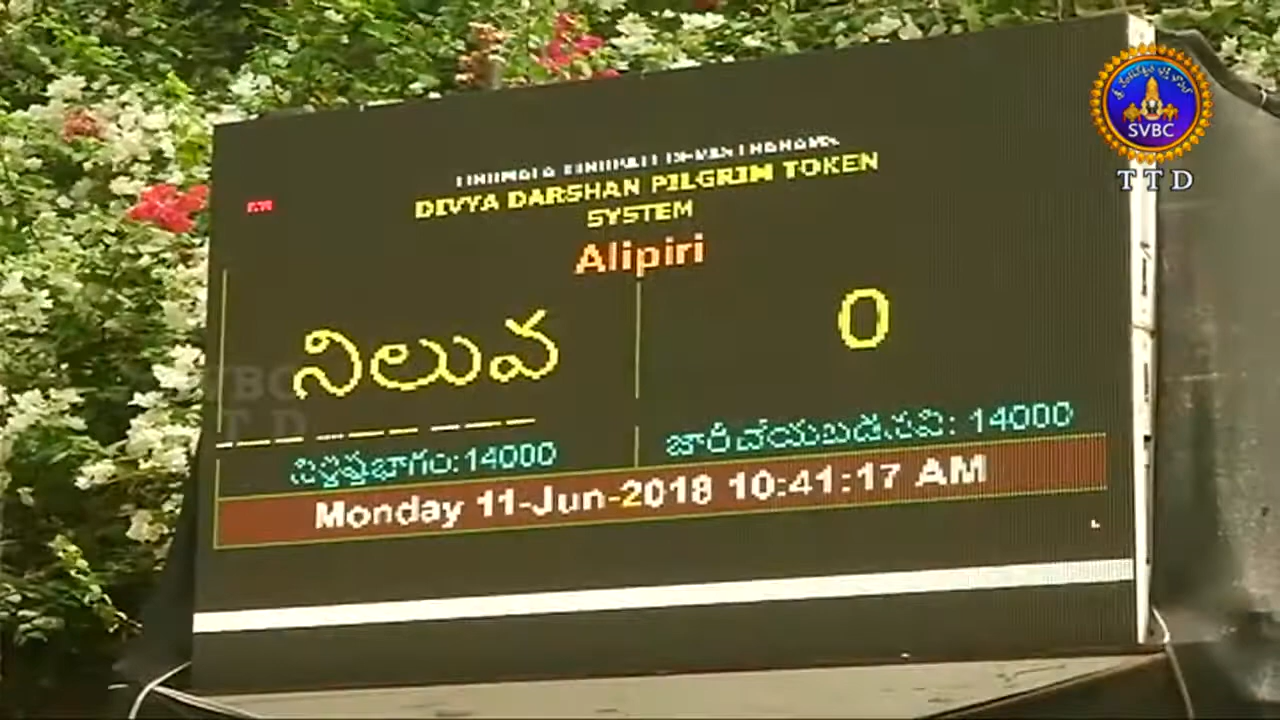 SVBC
TTD
TIRUMALA TIRUPATI DEVASTHANAMS
DIVYA DARSHAN PILGRIM TOKEN
SYSTEM
Alipiri
నిలువ 0
14000 జారీచేయబడినవి: 14000
Monday 11-Jun-2018 10:41:17 AM